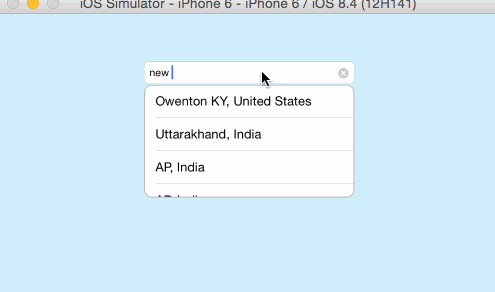 iOS Simulator - iPhone 6 - iPhone 6 / iOS 8.4 (12H141)
new
Owenton KY, United States
Uttarakhand, India
AP, India